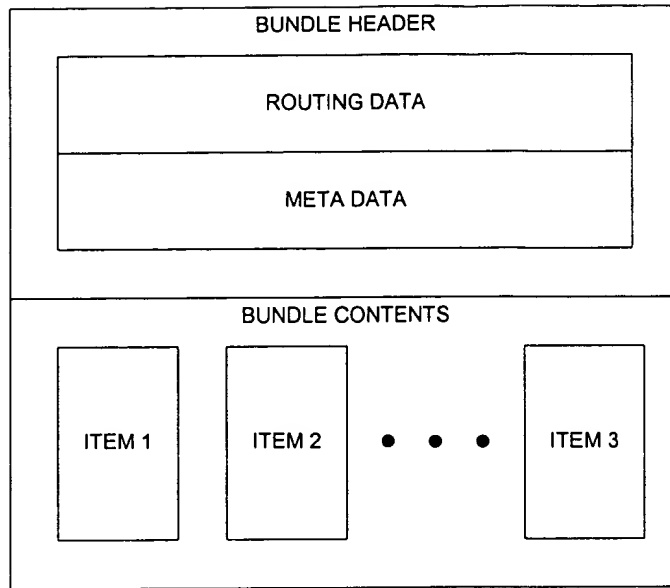 BUNDLE HEADER
ROUTING DATA
META DATA
BUNDLE CONTENTS
ITEM 1
ITEM 2
ITEM 3